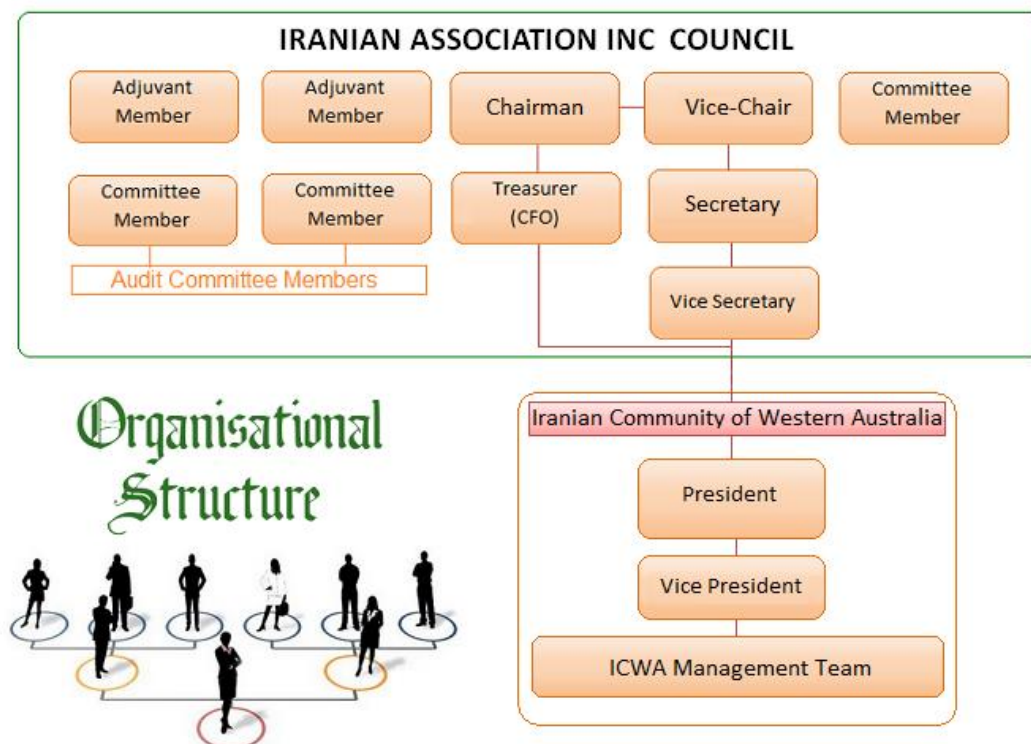 IRANIAN ASSOCIATION INC COUNCIL
Adjuvant
Member
Adjuvant
Member
Chairman
Vice-Chair
Committee
Member
Committee
Member
Committee
Member
Treasurer
(CFO)
Secretary
Audit Committee Members
Vice Secretary
Organisational
Structure
Iranian Community of Western Australia
President
Vice President
ICWA Management Team